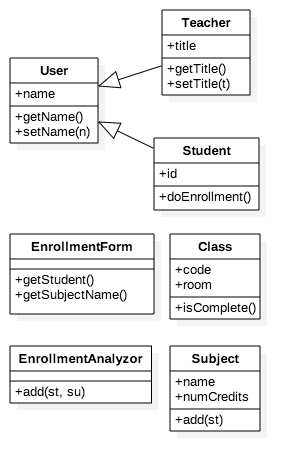 Teacher
+title
+getTitle()
+setTitle(t)
User
+name
+getName()
+setName(n)
Student
+id
+doEnrollment()
EnrollmentForm
+getStudent()
+getSubjectName()
Class
+code
+room
+isComplete()
EnrollmentAnalyzor
+add(st, su)
Subject
+name
+numCredits
+add(st)